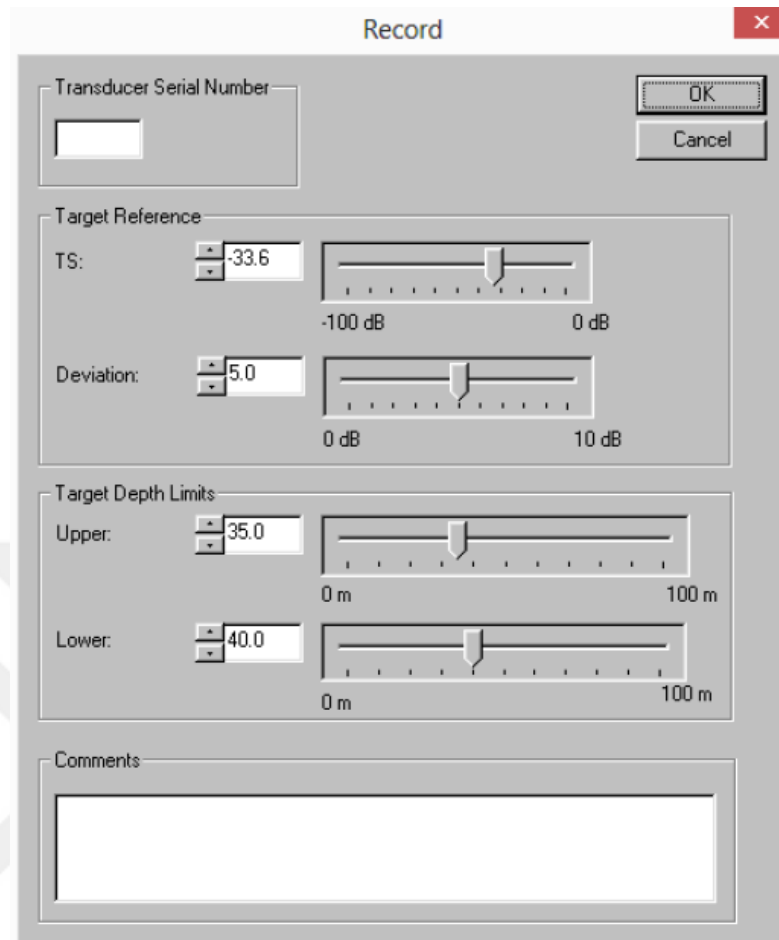 Record
Transducer Serial Number
OK
Cancel
Target Reference
TS:
-33.6
-100 dB 0 dB
Deviation:
5.0
0 dB 10 dB
Target Depth Limits
Upper:
35.0
0 m 100 m
Lower:
40.0
0 m 100 m
Comments